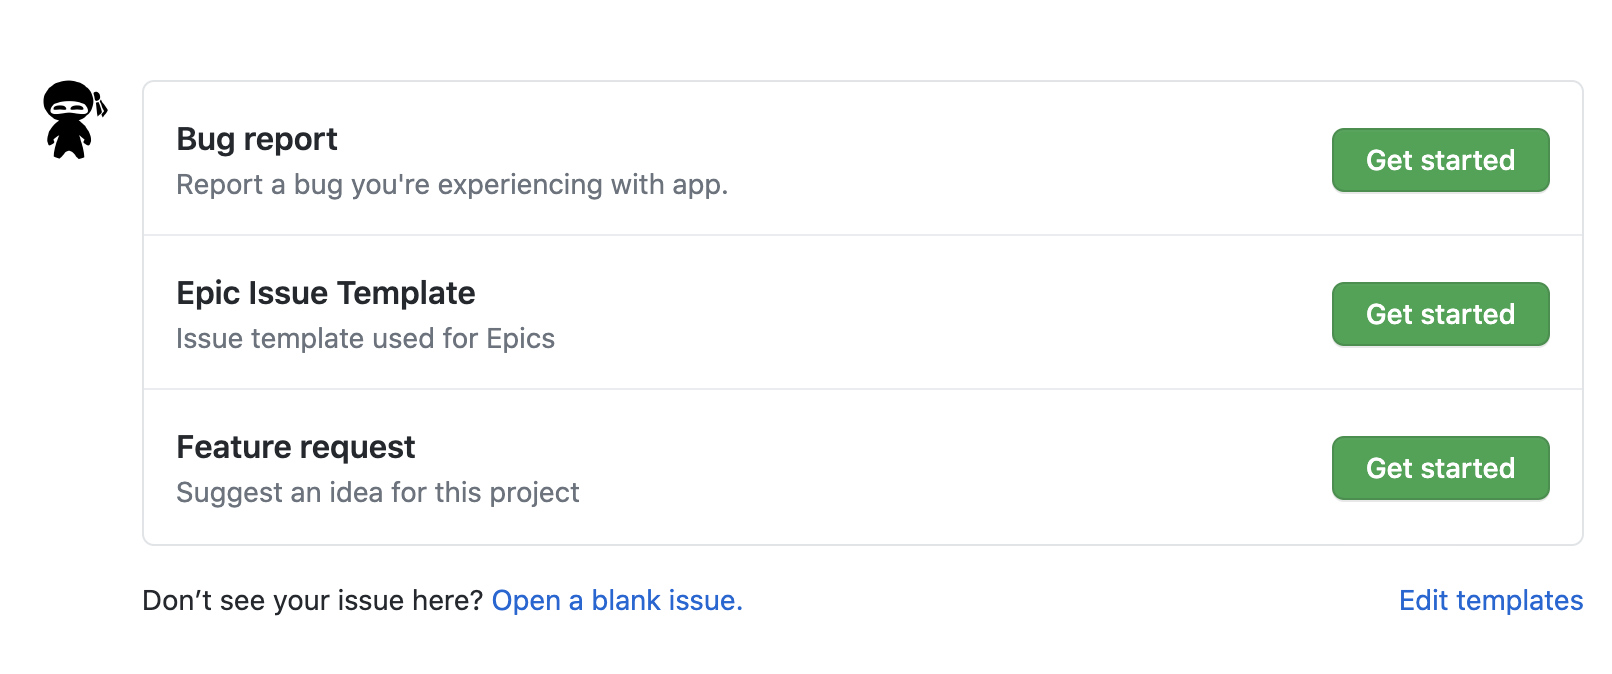 Bug report
Report a bug you're experiencing with app.
Get started
Epic Issue Template
Issue template used for Epics
Get started
Feature request
Suggest an idea for this project
Get started
Don’t see your issue here? Open a blank issue.
Edit templates